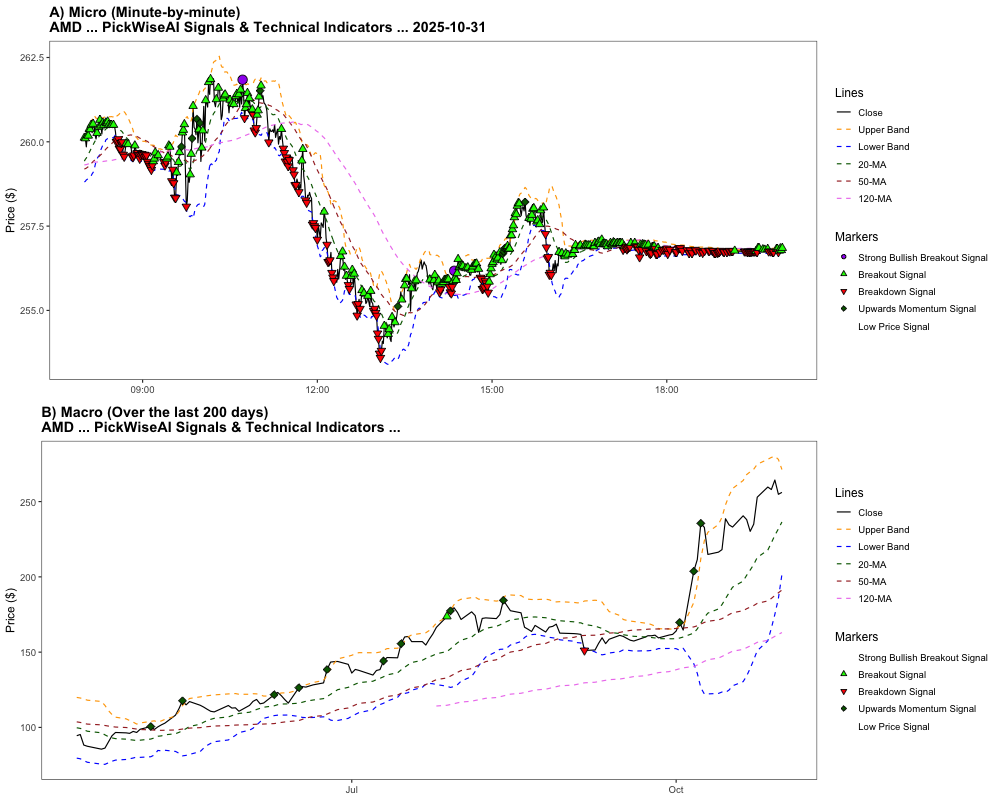 A) Micro (Minute-by-minute)
AMD ... PickWiseAI Signals & Technical Indicators ... 2025-10-31
Price ($)
262.5
260.0
257.5
255.0
09:00
12:00
15:00
18:00
Lines
Close
Upper Band
Lower Band
20-MA
50-MA
120-MA
Markers
Strong Bullish Breakout Signal
Breakout Signal
Breakdown Signal
Upwards Momentum Signal
Low Price Signal
B) Macro (Over the last 200 days)
AMD ... PickWiseAI Signals & Technical Indicators ...
Price ($)
250
200
150
100
Jul
Oct
Lines
Close
Upper Band
Lower Band
20-MA
50-MA
120-MA
Markers
Strong Bullish Breakout Signal
Breakout Signal
Breakdown Signal
Upwards Momentum Signal
Low Price Signal